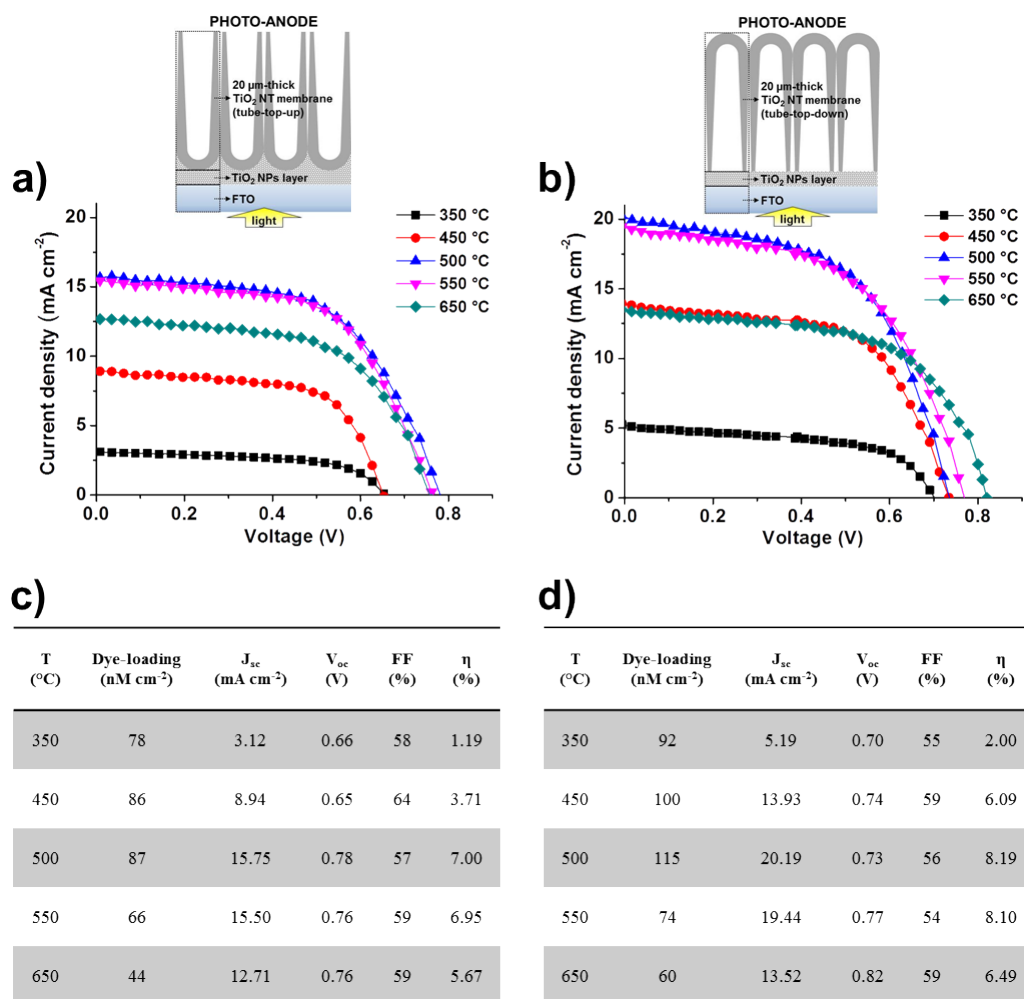 PHOTO-ANODE
20 µm-thick
TiO₂ NT membrane
(tube-top-up)
TiO₂ NPs layer
FTO
light
a)
350 °C
450 °C
500 °C
550 °C
650 °C
Current density (mA cm⁻²)
20
15
10
5
0
0.0 0.2 0.4 0.6 0.8
Voltage (V)
PHOTO-ANODE
20 µm-thick
TiO₂ NT membrane
(tube-top-down)
TiO₂ NPs layer
FTO
light
b)
350 °C
450 °C
500 °C
550 °C
650 °C
Current density (mA cm⁻²)
20
15
10
5
0
0.0 0.2 0.4 0.6 0.8
Voltage (V)
c)
T Dye-loading Jsc Voc FF η
(°C) (nM cm⁻²) (mA cm⁻²) (V) (%) (%)
350 78 3.12 0.66 58 1.19
450 86 8.94 0.65 64 3.71
500 87 15.75 0.78 57 7.00
550 66 15.50 0.76 59 6.95
650 44 12.71 0.76 59 5.67
d)
T Dye-loading Jsc Voc FF η
(°C) (nM cm⁻²) (mA cm⁻²) (V) (%) (%)
350 92 5.19 0.70 55 2.00
450 100 13.93 0.74 59 6.09
500 115 20.19 0.73 56 8.19
550 74 19.44 0.77 54 8.10
650 60 13.52 0.82 59 6.49